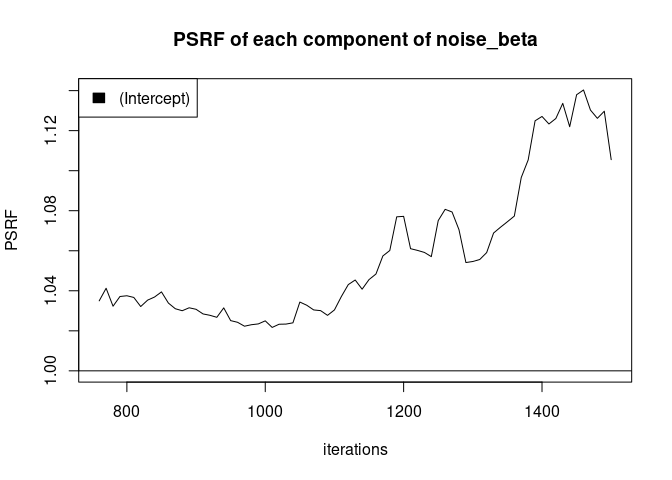 PSRF of each component of noise_beta
(Intercept)
PSRF
1.12
1.08
1.04
1.00
800 1000 1200 1400
iterations